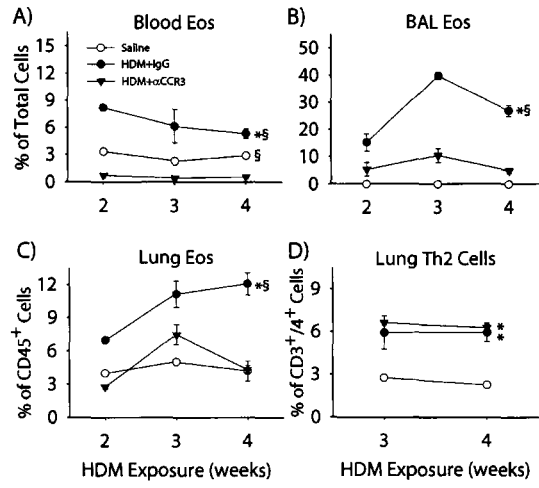 A) Blood Eos
Saline
HDM+IgG
HDM+αCCR3
% of Total Cells
15
12
9
6
3
0
*§
§
2 3 4
B) BAL Eos
50
40
30
20
10
0
*§
2 3 4
C) Lung Eos
% of CD45+ Cells
12
9
6
3
0
*§
2 3 4
HDM Exposure (weeks)
D) Lung Th2 Cells
% of CD3+/4+ Cells
9
6
3
0
*
*
3 4
HDM Exposure (weeks)